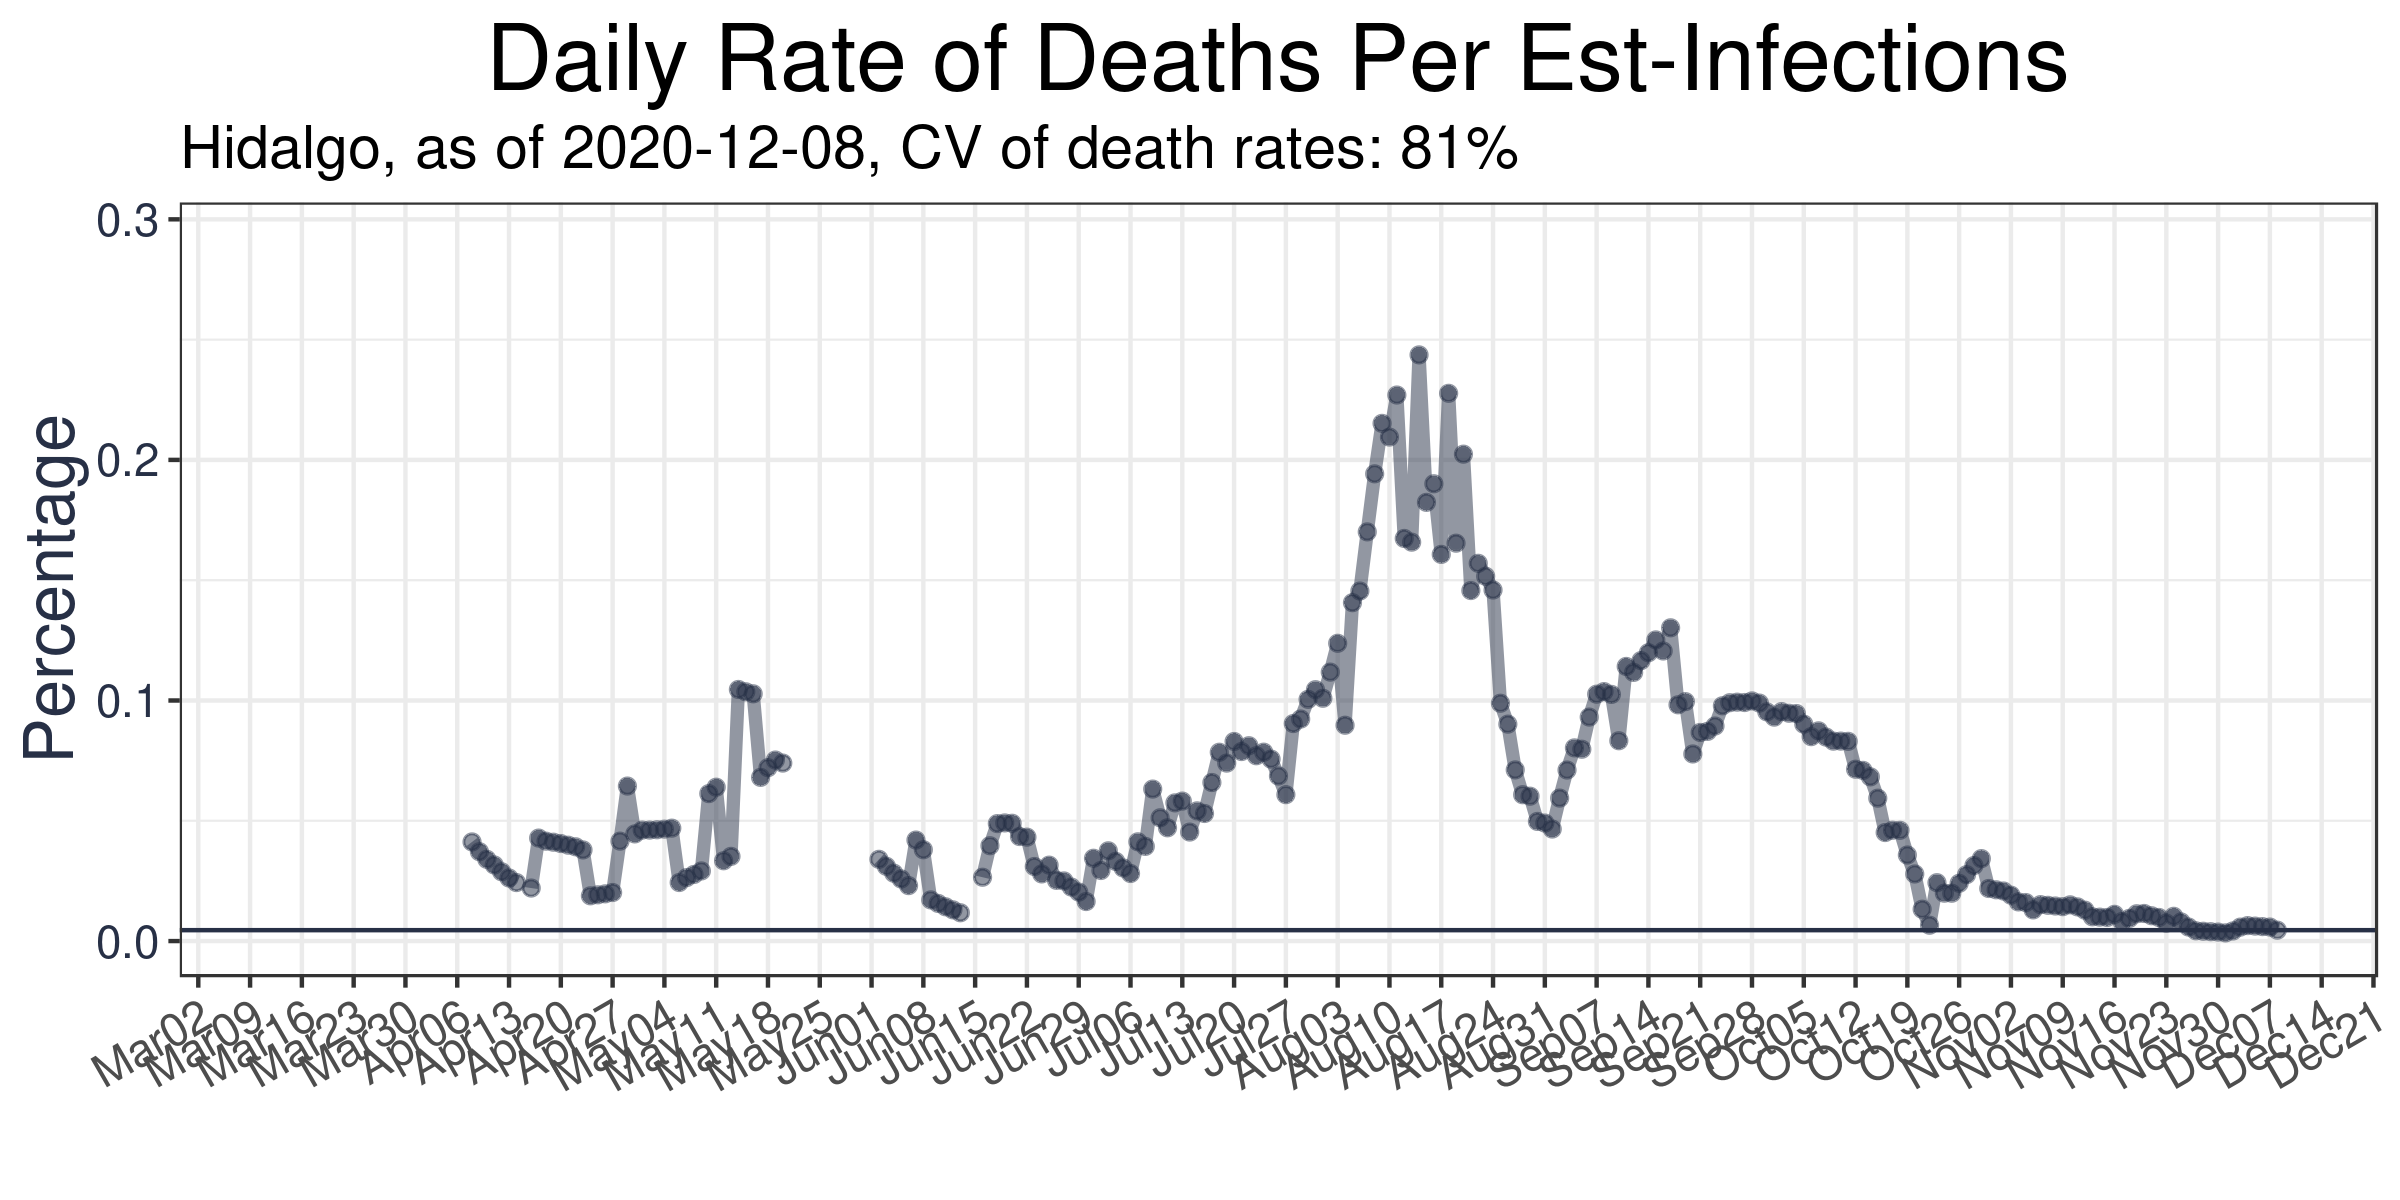 Daily Rate of Deaths Per Est-Infections
Hidalgo, as of 2020-12-08, CV of death rates: 81%
Percentage
0.3
0.2
0.1
0.0
Mar02 Mar09 Mar16 Mar23 Mar30 Apr06 Apr13 Apr20 Apr27 May04 May11 May18 May25 Jun01 Jun08 Jun15 Jun22 Jun29 Jul06 Jul13 Jul20 Jul27 Aug03 Aug10 Aug17 Aug24 Aug31 Sep07 Sep14 Sep21 Sep28 Oct05 Oct12 Oct19 Oct26 Nov02 Nov09 Nov16 Nov23 Nov30 Dec07 Dec14 Dec21